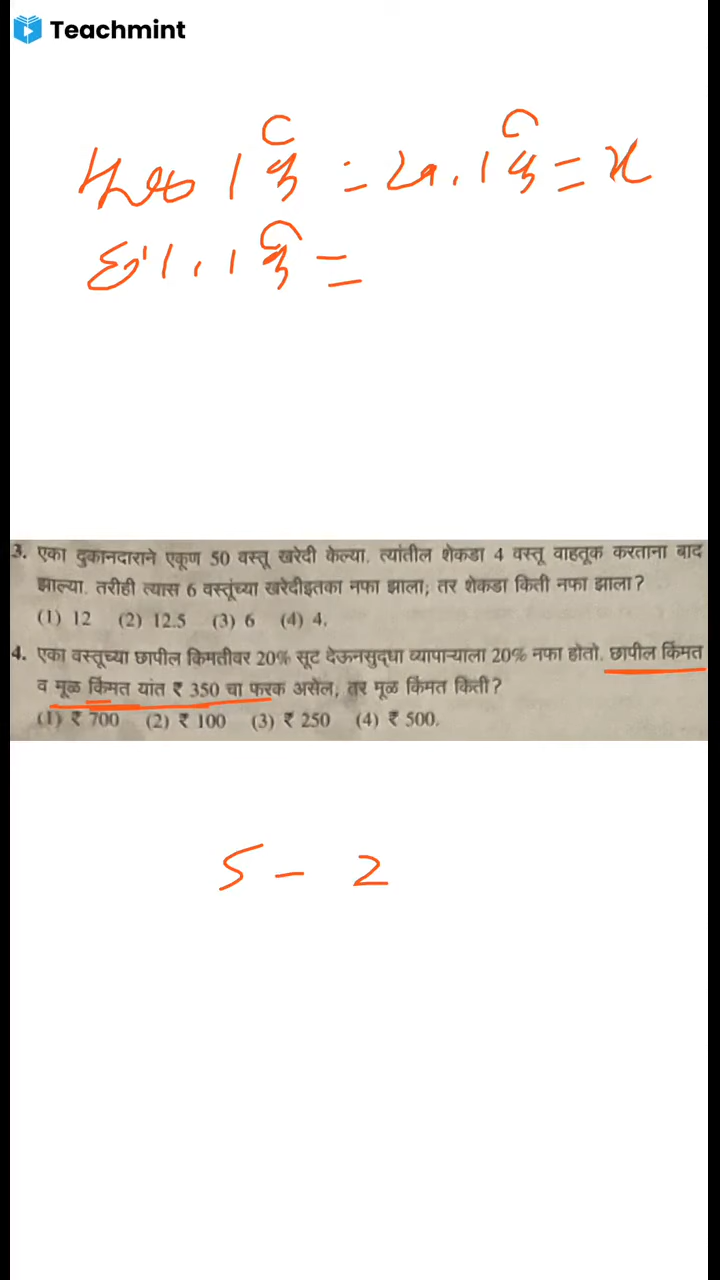 Teachmint
मूळ किं = ख. किं = x
छा. किं =
3. एका दुकानदाराने एकूण 50 वस्तू खरेदी केल्या. त्यांतील शेकडा 4 वस्तू वाहतूक करताना बाद
झाल्या. तरीही त्यास 6 वस्तूंच्या खरेदीइतका नफा झाला; तर शेकडा किती नफा झाला?
(1) 12 (2) 12.5 (3) 6 (4) 4.
4. एका वस्तूच्या छापील किमतीवर 20% सूट देऊनसुद्धा व्यापाऱ्याला 20% नफा होतो. छापील किंमत
व मूळ किंमत यांत ₹ 350 चा फरक असेल, तर मूळ किंमत किती?
(1) ₹ 700 (2) ₹ 100 (3) ₹ 250 (4) ₹ 500.
5 - 2